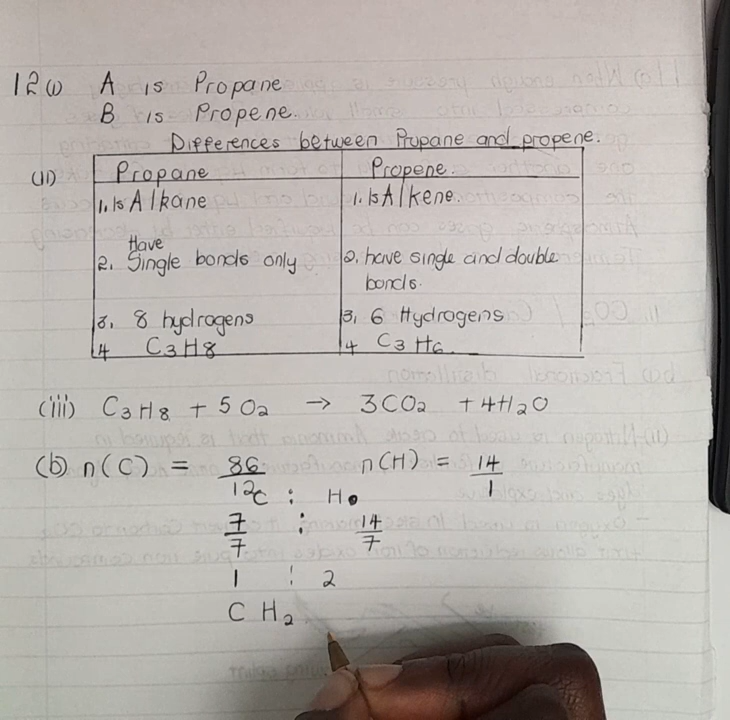 12 (i) A is Propane
B is Propene.
Differences between Propane and propene.
(ii) Propane Propene.
1. Is Alkane 1. Is Alkene.
2. Have Single bonds only 2. have single and double bonds.
3. 8 hydrogens 3. 6 Hydrogens
4 C3H8 4 C3H6
(iii) C3H8 + 5O2 → 3CO2 + 4H2O
(b) n(C) = 86/12 n(H) = 14/1
C : H
7/7 : 14/7
1 : 2
CH2